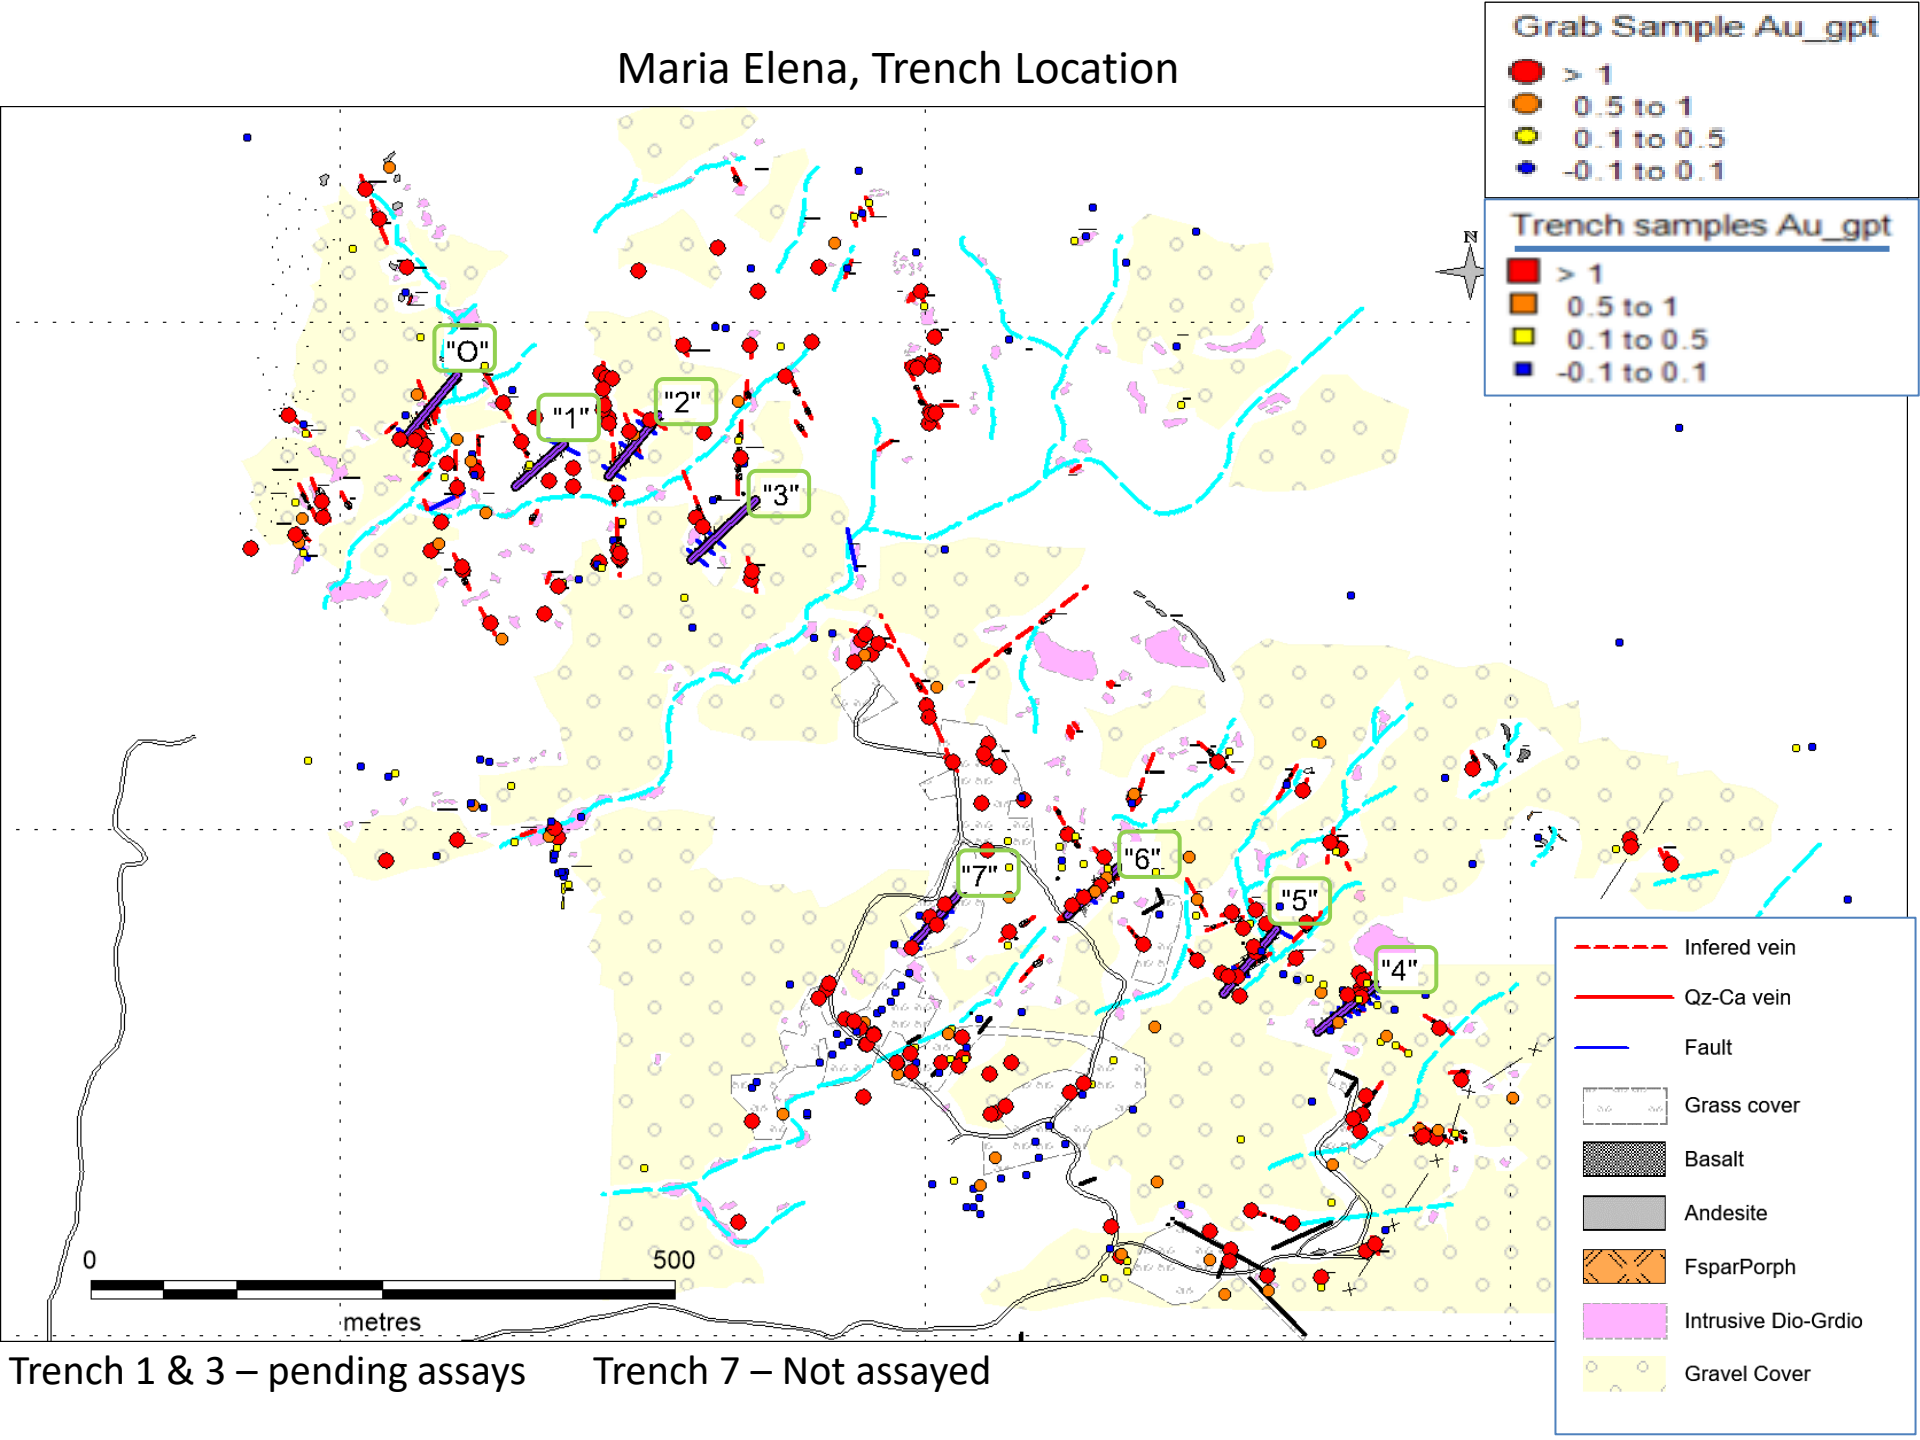 Maria Elena, Trench Location
Grab Sample Au_gpt
> 1
0.5 to 1
0.1 to 0.5
-0.1 to 0.1
Trench samples Au_gpt
> 1
0.5 to 1
0.1 to 0.5
-0.1 to 0.1
N
"O"
"1"
"2"
"3"
"6"
"7"
"5"
"4"
Infered vein
Qz-Ca vein
Fault
Grass cover
Basalt
Andesite
FsparPorph
Intrusive Dio-Grdio
Gravel Cover
0 500
metres
Trench 1 & 3 – pending assays Trench 7 – Not assayed